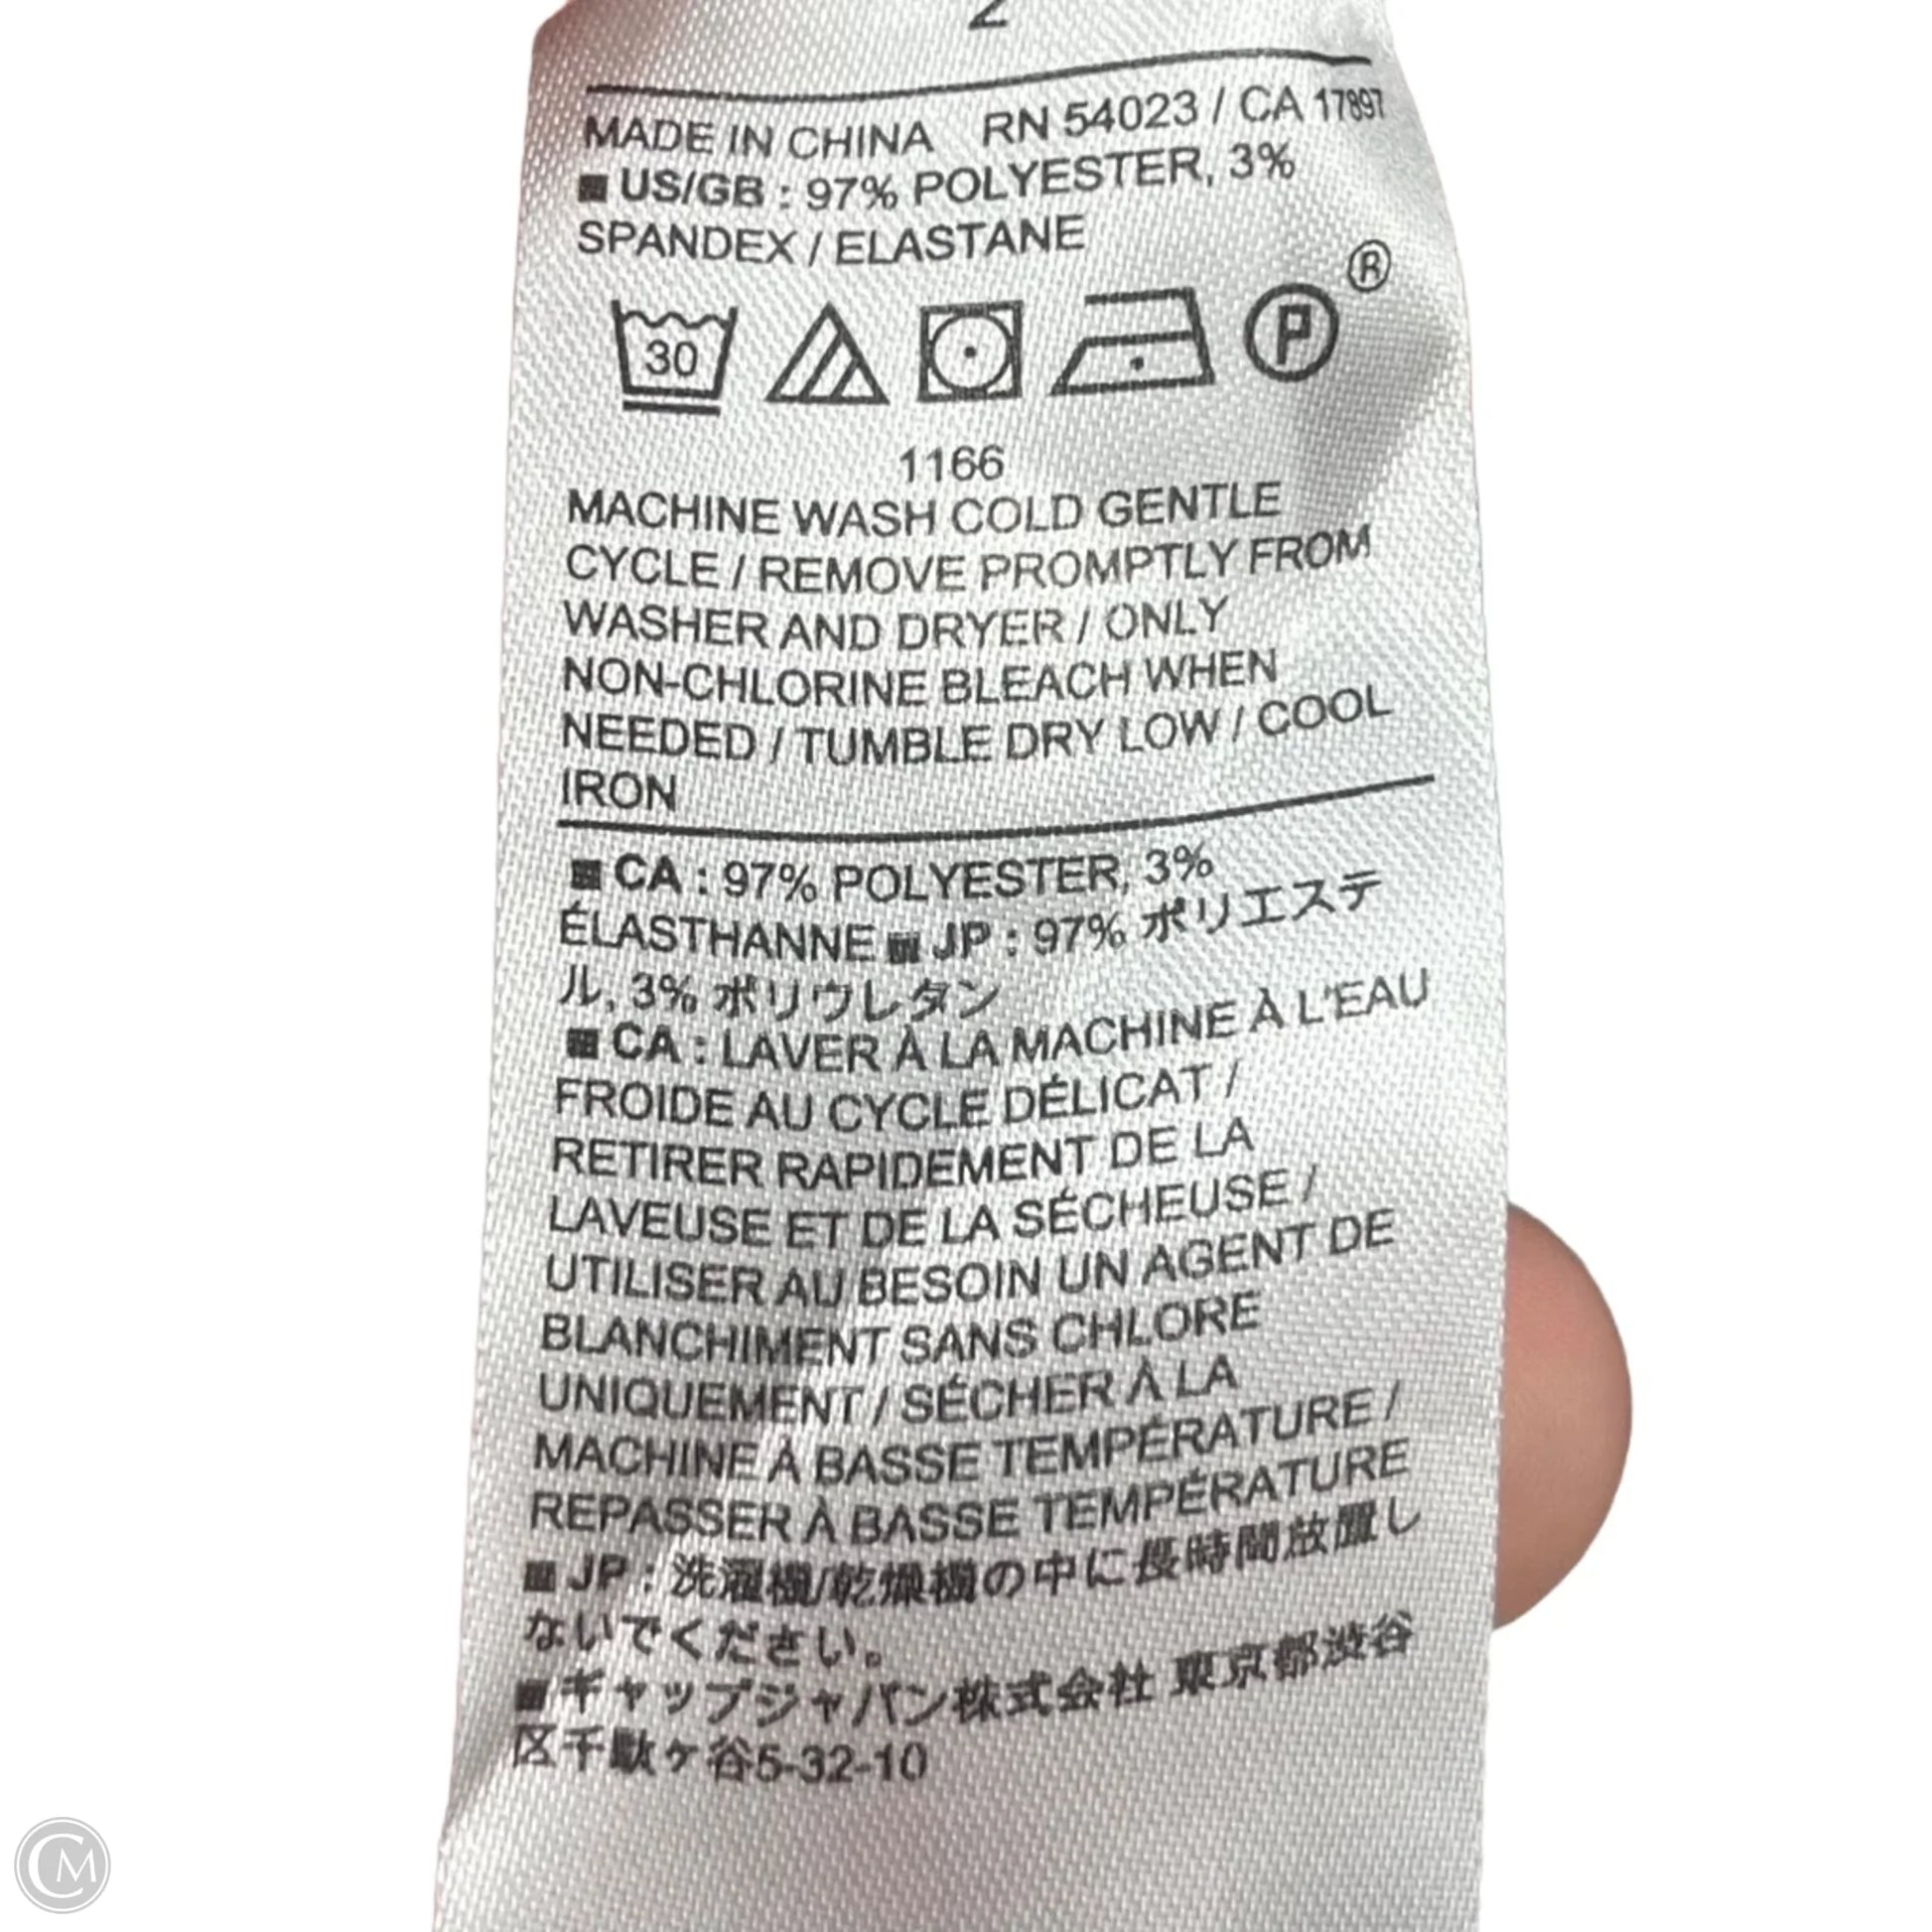 2
MADE IN CHINA RN 54023 / CA 17897
■ US/GB : 97% POLYESTER, 3%
SPANDEX / ELASTANE
®
30 P
1166
MACHINE WASH COLD GENTLE
CYCLE / REMOVE PROMPTLY FROM
WASHER AND DRYER / ONLY
NON-CHLORINE BLEACH WHEN
NEEDED / TUMBLE DRY LOW / COOL
IRON
■ CA : 97% POLYESTER, 3%
ÉLASTHANNE ■ JP : 97% ポリエステ
ル, 3% ポリウレタン
■ CA : LAVER À LA MACHINE À L'EAU
FROIDE AU CYCLE DÉLICAT /
RETIRER RAPIDEMENT DE LA
LAVEUSE ET DE LA SÉCHEUSE /
UTILISER AU BESOIN UN AGENT DE
BLANCHIMENT SANS CHLORE
UNIQUEMENT / SÉCHER À LA
MACHINE À BASSE TEMPÉRATURE /
REPASSER À BASSE TEMPÉRATURE
■ JP : 洗濯機/乾燥機の中に長時間放置し
ないでください。
■ギャップジャパン株式会社 東京都渋谷
区千駄ヶ谷5-32-10
CM